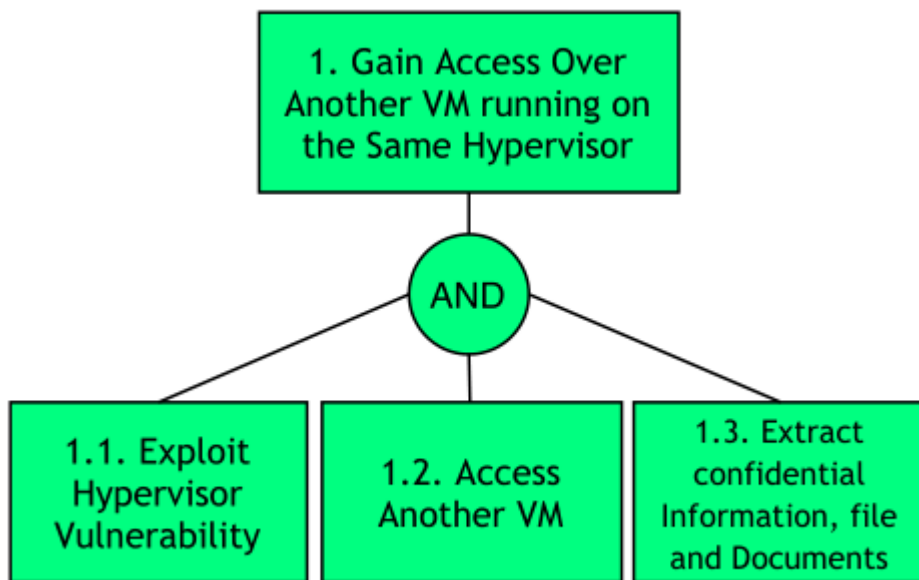 1. Gain Access Over
Another VM running on
the Same Hypervisor
AND
1.1. Exploit
Hypervisor
Vulnerability
1.2. Access
Another VM
1.3. Extract
confidential
Information, file
and Documents